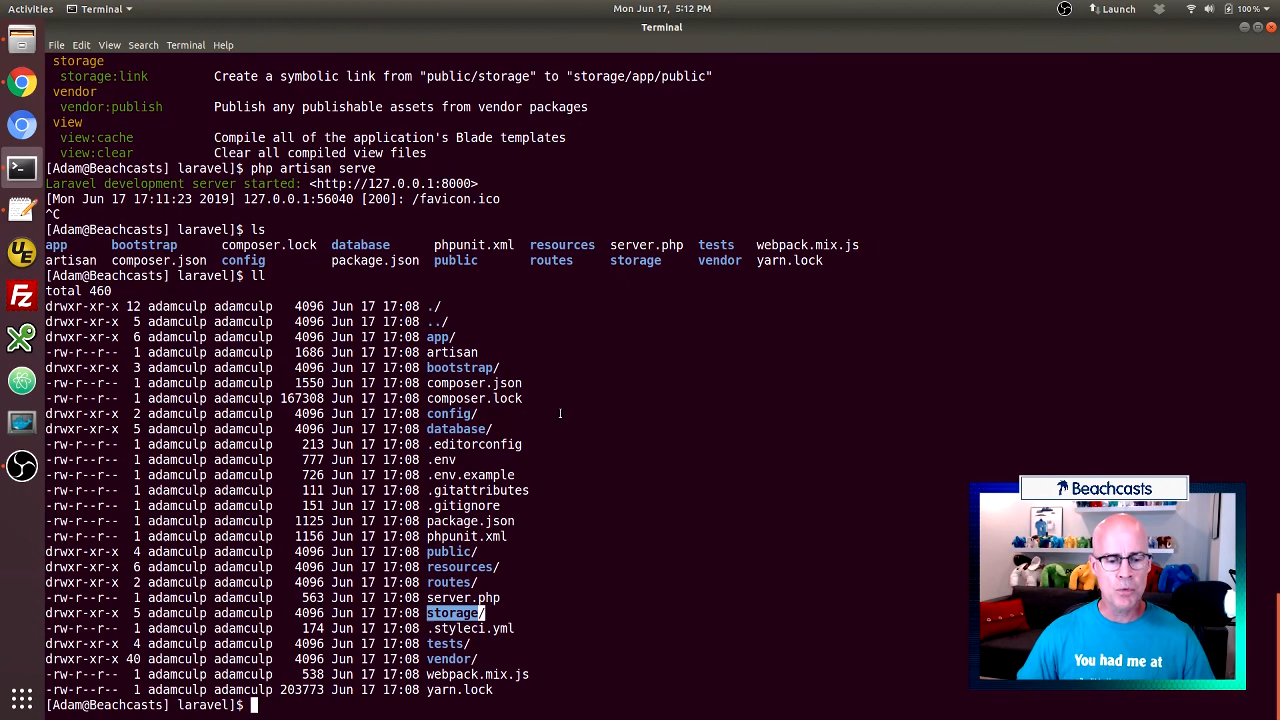 Activities Terminal Mon Jun 17, 5:12 PM Launch 100%
Terminal
File Edit View Search Terminal Help
storage
storage:link Create a symbolic link from "public/storage" to "storage/app/public"
vendor
vendor:publish Publish any publishable assets from vendor packages
view
view:cache Compile all of the application's Blade templates
view:clear Clear all compiled view files
[Adam@Beachcasts] laravel]$ php artisan serve
Laravel development server started: <http://127.0.0.1:8000>
[Mon Jun 17 17:11:23 2019] 127.0.0.1:56040 [200]: /favicon.ico
^C
[Adam@Beachcasts] laravel]$ ls
app bootstrap composer.lock database phpunit.xml resources server.php tests webpack.mix.js
artisan composer.json config package.json public routes storage vendor yarn.lock
[Adam@Beachcasts] laravel]$ ll
total 460
drwxr-xr-x 12 adamculp adamculp 4096 Jun 17 17:08 ./
drwxr-xr-x 5 adamculp adamculp 4096 Jun 17 17:08 ../
drwxr-xr-x 6 adamculp adamculp 4096 Jun 17 17:08 app/
-rw-r--r-- 1 adamculp adamculp 1686 Jun 17 17:08 artisan
drwxr-xr-x 3 adamculp adamculp 4096 Jun 17 17:08 bootstrap/
-rw-r--r-- 1 adamculp adamculp 1550 Jun 17 17:08 composer.json
-rw-r--r-- 1 adamculp adamculp 167308 Jun 17 17:08 composer.lock
drwxr-xr-x 2 adamculp adamculp 4096 Jun 17 17:08 config/
drwxr-xr-x 5 adamculp adamculp 4096 Jun 17 17:08 database/
-rw-r--r-- 1 adamculp adamculp 213 Jun 17 17:08 .editorconfig
-rw-r--r-- 1 adamculp adamculp 777 Jun 17 17:08 .env
-rw-r--r-- 1 adamculp adamculp 726 Jun 17 17:08 .env.example
-rw-r--r-- 1 adamculp adamculp 111 Jun 17 17:08 .gitattributes
-rw-r--r-- 1 adamculp adamculp 151 Jun 17 17:08 .gitignore
-rw-r--r-- 1 adamculp adamculp 1125 Jun 17 17:08 package.json
-rw-r--r-- 1 adamculp adamculp 1156 Jun 17 17:08 phpunit.xml
drwxr-xr-x 4 adamculp adamculp 4096 Jun 17 17:08 public/
drwxr-xr-x 6 adamculp adamculp 4096 Jun 17 17:08 resources/
drwxr-xr-x 2 adamculp adamculp 4096 Jun 17 17:08 routes/
-rw-r--r-- 1 adamculp adamculp 563 Jun 17 17:08 server.php
drwxr-xr-x 5 adamculp adamculp 4096 Jun 17 17:08 storage/
-rw-r--r-- 1 adamculp adamculp 174 Jun 17 17:08 .styleci.yml
drwxr-xr-x 4 adamculp adamculp 4096 Jun 17 17:08 tests/
drwxr-xr-x 40 adamculp adamculp 4096 Jun 17 17:08 vendor/
-rw-r--r-- 1 adamculp adamculp 538 Jun 17 17:08 webpack.mix.js
-rw-r--r-- 1 adamculp adamculp 203773 Jun 17 17:08 yarn.lock
[Adam@Beachcasts] laravel]$
UE
FZ
Beachcasts
You had me at